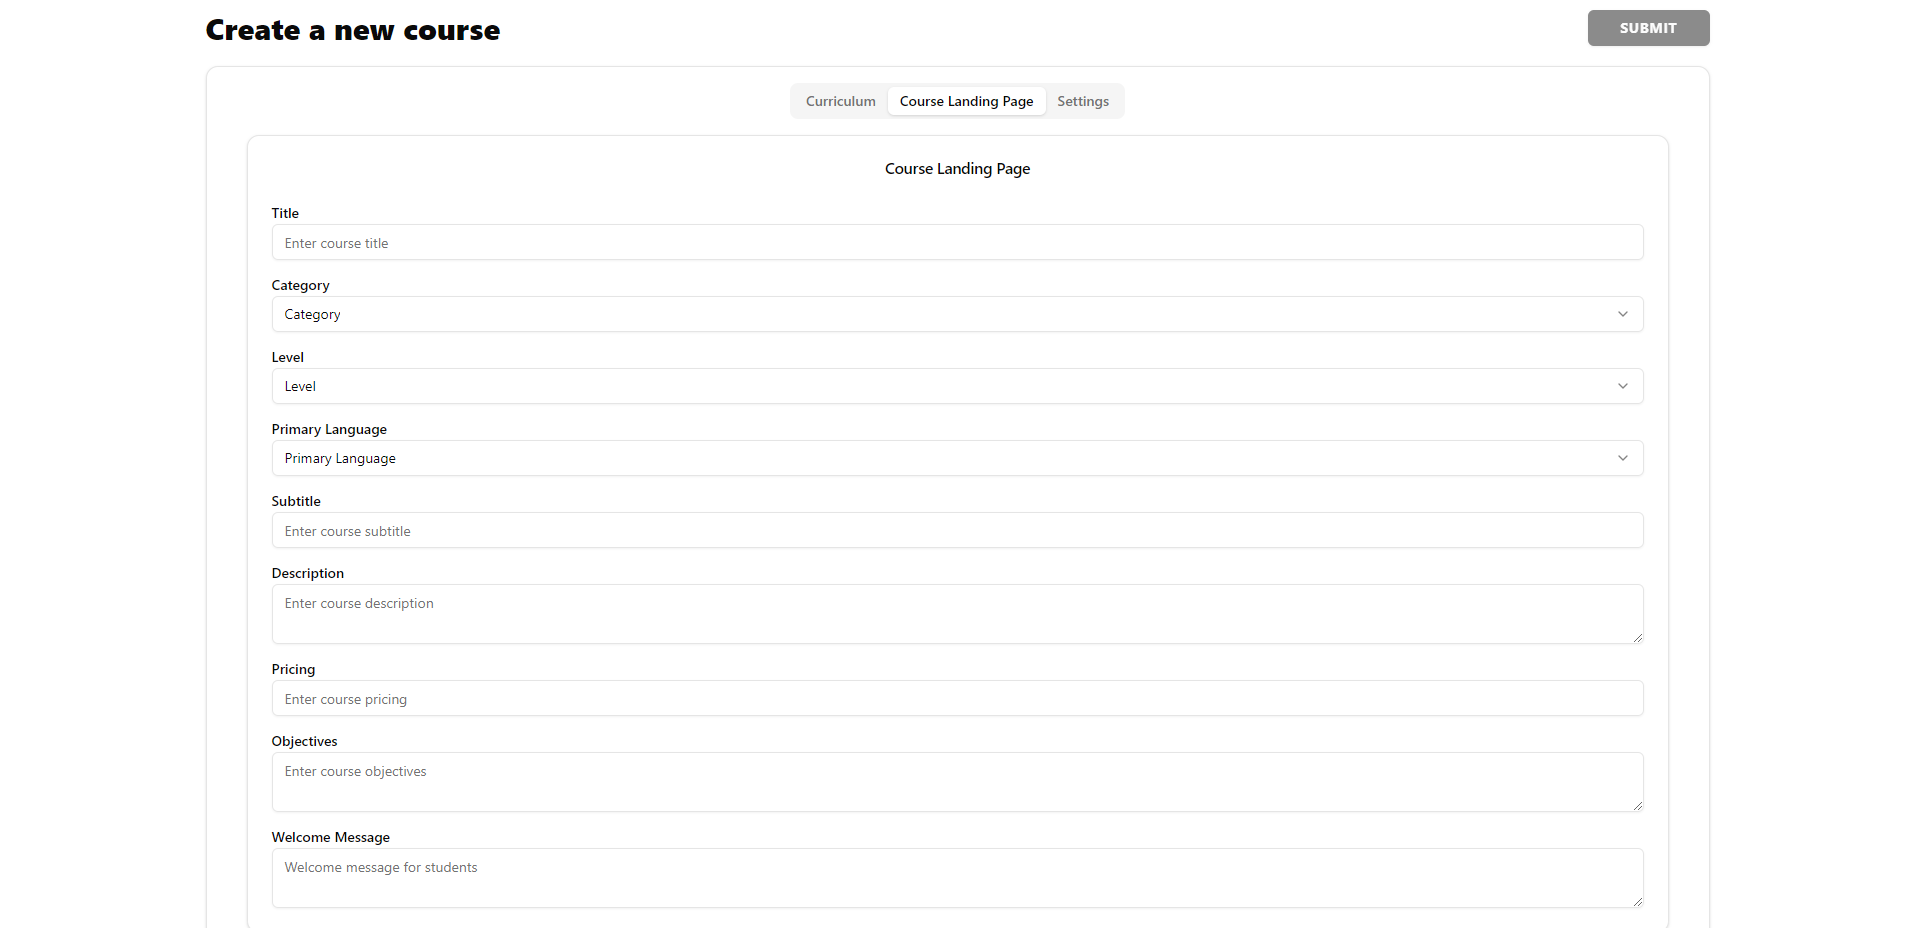 Create a new course
SUBMIT
Curriculum
Course Landing Page
Settings
Course Landing Page
Title
Enter course title
Category
Category
Level
Level
Primary Language
Primary Language
Subtitle
Enter course subtitle
Description
Enter course description
Pricing
Enter course pricing
Objectives
Enter course objectives
Welcome Message
Welcome message for students